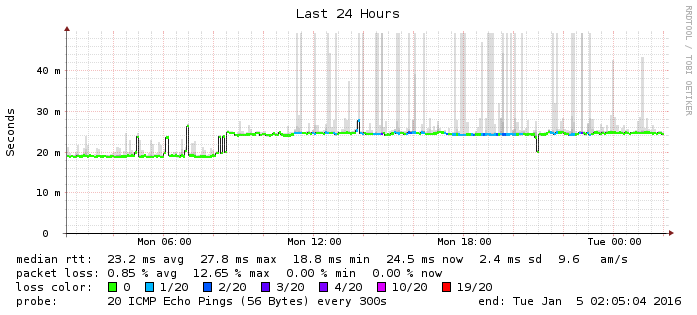 Last 24 Hours
RRDTOOL / TOBI OETIKER
Seconds
40 m
30 m
20 m
10 m
0
Mon 06:00 Mon 12:00 Mon 18:00 Tue 00:00
median rtt: 23.2 ms avg 27.8 ms max 18.8 ms min 24.5 ms now 2.4 ms sd 9.6 am/s
packet loss: 0.85 % avg 12.65 % max 0.00 % min 0.00 % now
loss color: 0 1/20 2/20 3/20 4/20 10/20 19/20
probe: 20 ICMP Echo Pings (56 Bytes) every 300s end: Tue Jan 5 02:05:04 2016